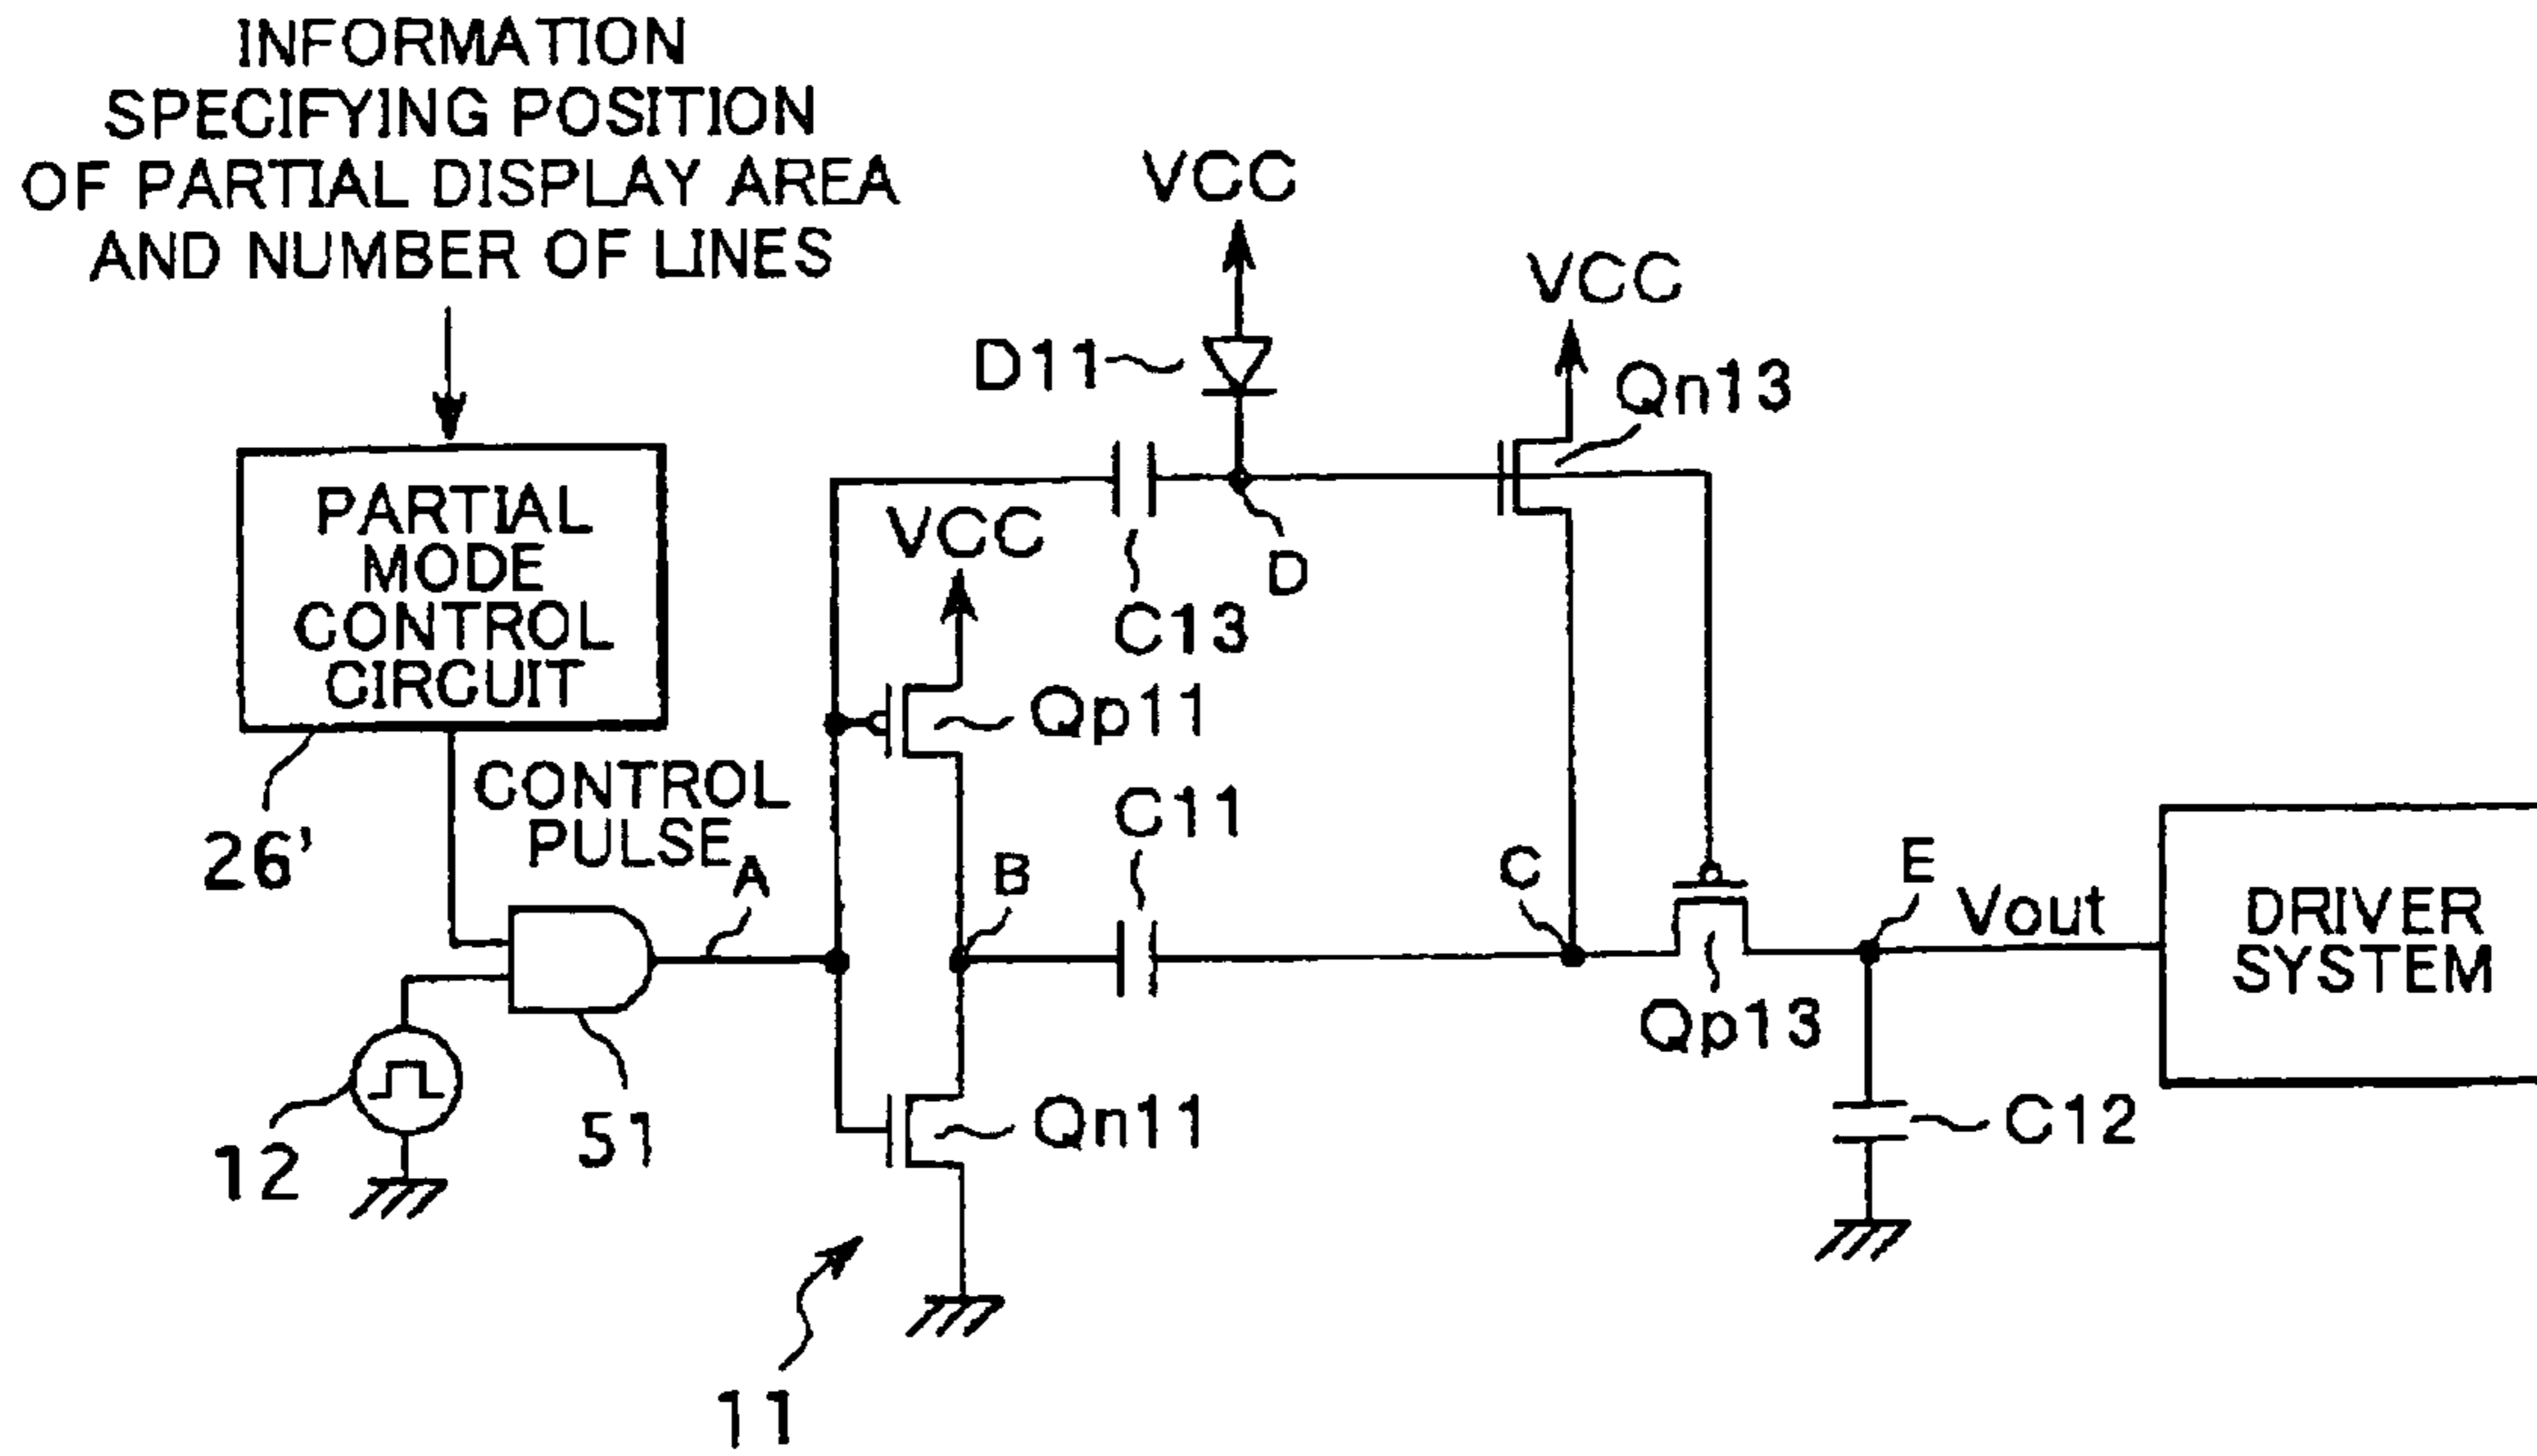 INFORMATION
SPECIFYING POSITION
OF PARTIAL DISPLAY AREA
AND NUMBER OF LINES
VCC
VCC
D11
Qn13
PARTIAL
MODE
CONTROL
CIRCUIT
VCC
D
C13
Qp11
26'
CONTROL
PULSE
A
B
C11
C
E
Vout
DRIVER
SYSTEM
Qp13
12
51
Qn11
C12
11